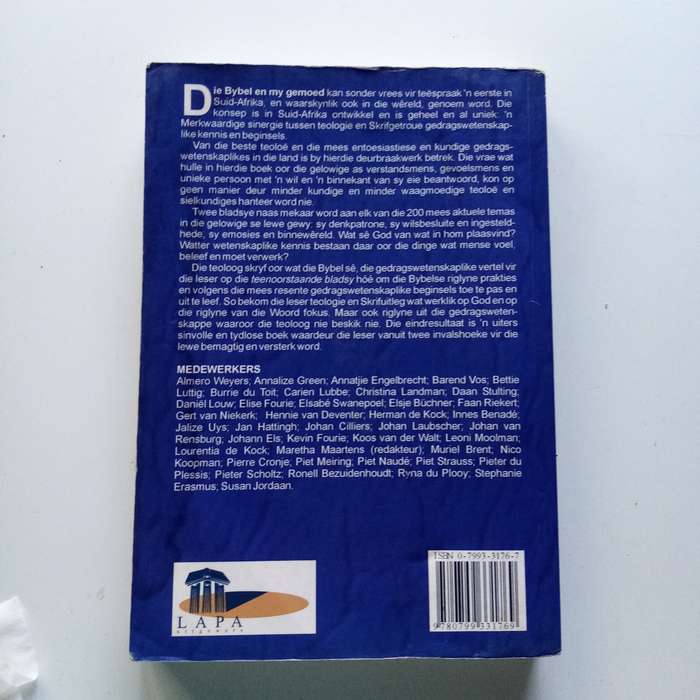 Die Bybel en my gemoed kan sonder vrees vir teëspraak 'n eerste in
Suid-Afrika, en waarskynlik ook in die wêreld, genoem word. Die
konsep is in Suid-Afrika ontwikkel en is geheel en al uniek: 'n
Merkwaardige sinergie tussen teologie en Skrifgetroue gedragswetenskap-
like kennis en beginsels.
Van die beste teoloë en die mees entoesiastiese en kundige gedrags-
wetenskaplikes in die land is by hierdie deurbraakwerk betrek. Die vrae wat
hulle in hierdie boek oor die gelowige as verstandsmens, gevoelsmens en
unieke persoon met 'n wil en 'n binnekant van sy eie beantwoord, kon op
geen manier deur minder kundige en minder waagmoedige teoloë en
sielkundiges hanteer word nie.
Twee bladsye naas mekaar word aan elk van die 200 mees aktuele temas
in die gelowige se lewe gewy: sy denkpatrone, sy wilsbesluite en ingesteld-
hede, sy emosies en binnewêreld. Wat sê God van wat in hom plaasvind?
Watter wetenskaplike kennis bestaan daar oor die dinge wat mense voel,
beleef en moet verwerk?
Die teoloog skryf oor wat die Bybel sê, die gedragswetenskaplike vertel vir
die leser op die teenoorstaande bladsy hóé om die Bybelse riglyne prakties
en volgens die mees resente gedragswetenskaplike beginsels toe te pas en
uit te leef. So bekom die leser teologie en Skrifuitleg wat werklik op God en op
die riglyne van die Woord fokus. Maar ook riglyne uit die gedragsweten-
skappe waaroor die teoloog nie beskik nie. Die eindresultaat is 'n uiters
sinvolle en tydlose boek waardeur die leser vanuit twee invalshoeke vir die
lewe bemagtig en versterk word.
MEDEWERKERS
Almero Weyers; Annalize Green; Annatjie Engelbrecht; Barend Vos; Bettie
Luttig; Burrie du Toit; Carien Lubbe; Christina Landman; Daan Stulting;
Daniël Louw; Elise Fourie; Elsabé Swanepoel; Elsje Büchner; Faan Riekert;
Gert van Niekerk; Hennie van Deventer; Herman de Kock; Innes Benadé;
Jalize Uys; Jan Hattingh; Johan Cilliers; Johan Laubscher; Johan van
Rensburg; Johann Els; Kevin Fourie; Koos van der Walt; Leoni Moolman;
Lourentia de Kock; Maretha Maartens (redakteur); Muriel Brent; Nico
Koopman; Pierre Cronje; Piet Meiring; Piet Naudé; Piet Strauss; Pieter du
Plessis; Pieter Scholtz; Ronell Bezuidenhoudt; Ryna du Plooy; Stephanie
Erasmus; Susan Jordaan.
ISBN 0-7993-3176-7
9 780799 331769
LAPA
uitgewers